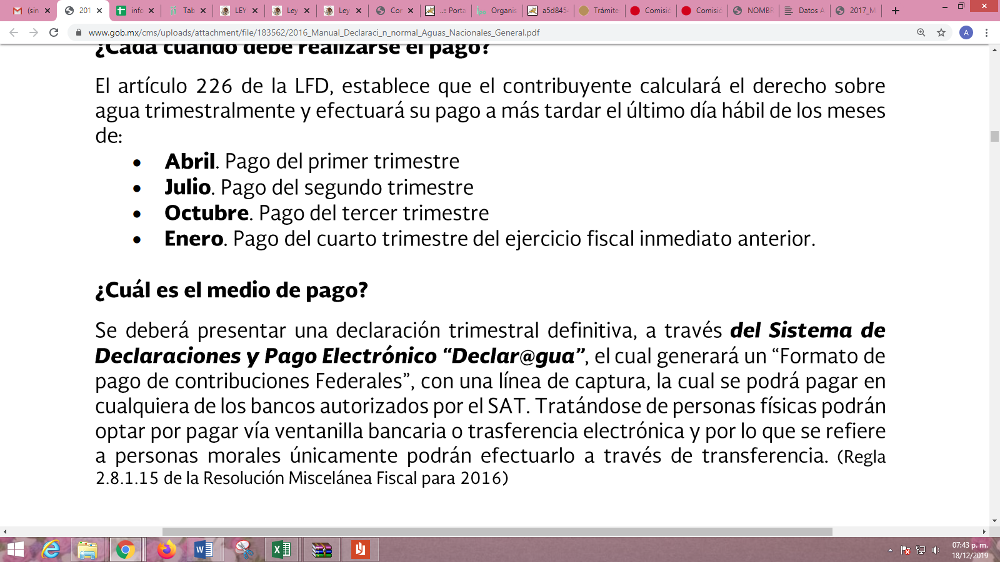 (sin
201
info
Tab
LEY
Ley
Ley
Cor
..:: Porta
Organis
a5d845
Trámite
Comisi
Comisi
NOMBR
Datos A
2017_M
www.gob.mx/cms/uploads/attachment/file/183562/2016_Manual_Declaraci_n_normal_Aguas_Nacionales_General.pdf
A
¿Cada cuándo debe realizarse el pago?
El artículo 226 de la LFD, establece que el contribuyente calculará el derecho sobre
agua trimestralmente y efectuará su pago a más tardar el último día hábil de los meses
de:
• Abril. Pago del primer trimestre
• Julio. Pago del segundo trimestre
• Octubre. Pago del tercer trimestre
• Enero. Pago del cuarto trimestre del ejercicio fiscal inmediato anterior.
¿Cuál es el medio de pago?
Se deberá presentar una declaración trimestral definitiva, a través del Sistema de
Declaraciones y Pago Electrónico “Declar@gua”, el cual generará un “Formato de
pago de contribuciones Federales”, con una línea de captura, la cual se podrá pagar en
cualquiera de los bancos autorizados por el SAT. Tratándose de personas físicas podrán
optar por pagar vía ventanilla bancaria o trasferencia electrónica y por lo que se refiere
a personas morales únicamente podrán efectuarlo a través de transferencia. (Regla
2.8.1.15 de la Resolución Miscelánea Fiscal para 2016)
07:43 p. m.
18/12/2019